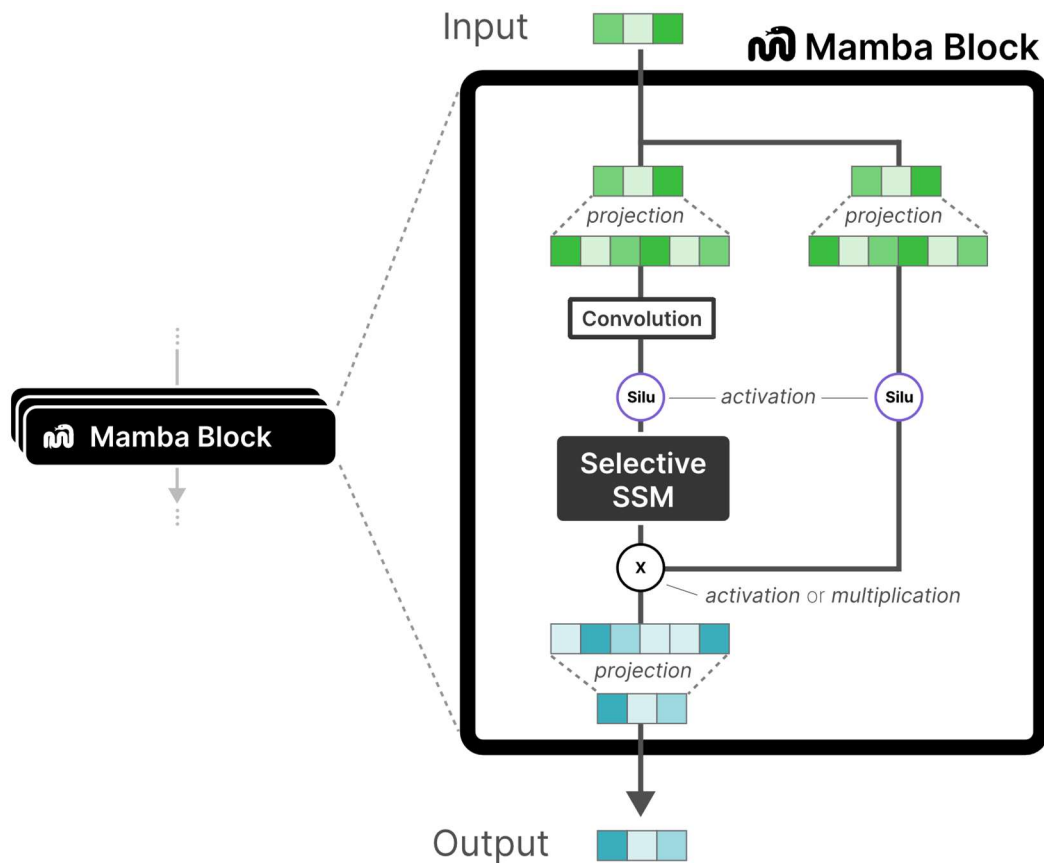 Input
Mamba Block
projection
projection
Convolution
Silu
activation
Silu
Mamba Block
Selective
SSM
X
activation or multiplication
projection
Output